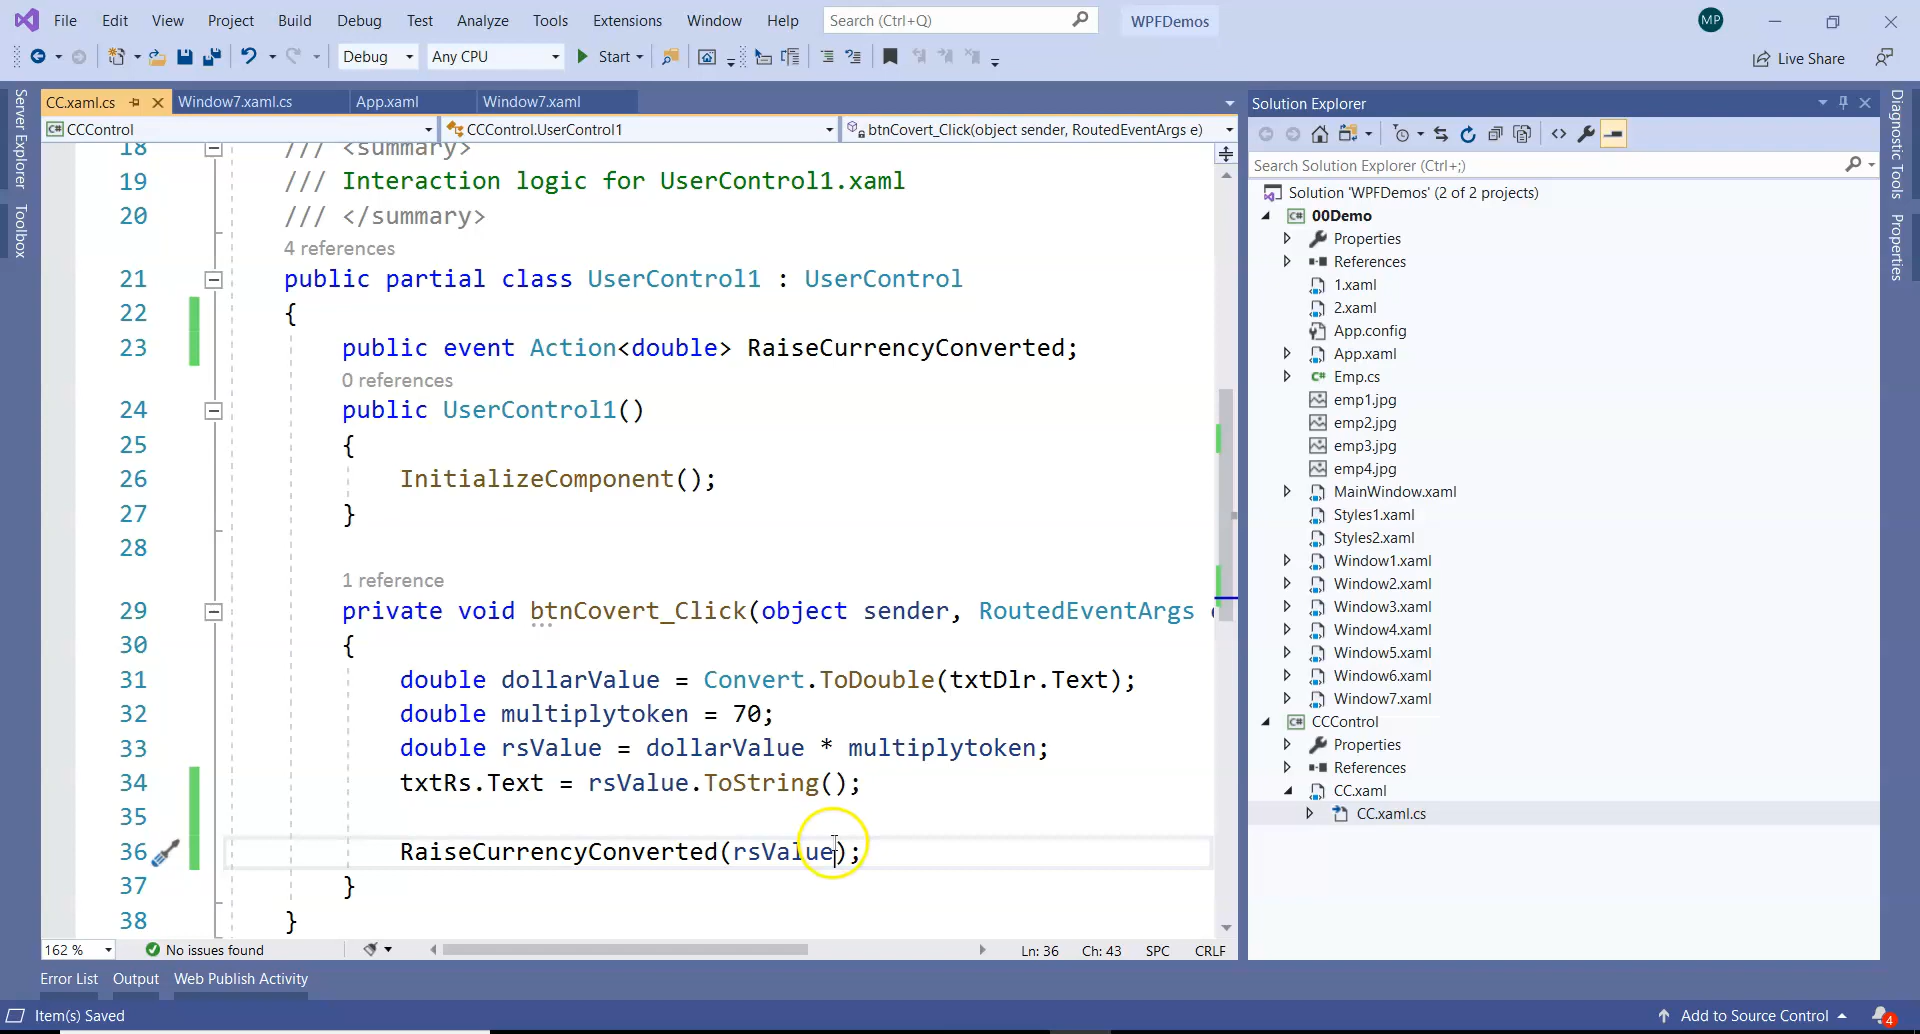 File Edit View Project Build Debug Test Analyze Tools Extensions Window Help Search (Ctrl+Q) WPFDemos MP
Debug Any CPU Start Live Share
CC.xaml.cs Window7.xaml.cs App.xaml Window7.xaml
CCControl CCControl.UserControl1 btnCovert_Click(object sender, RoutedEventArgs e)
18 /// <summary>
19 /// Interaction logic for UserControl1.xaml
20 /// </summary>
4 references
21 public partial class UserControl1 : UserControl
22 {
23 public event Action<double> RaiseCurrencyConverted;
0 references
24 public UserControl1()
25 {
26 InitializeComponent();
27 }
28
1 reference
29 private void btnCovert_Click(object sender, RoutedEventArgs
30 {
31 double dollarValue = Convert.ToDouble(txtDlr.Text);
32 double multiplytoken = 70;
33 double rsValue = dollarValue * multiplytoken;
34 txtRs.Text = rsValue.ToString();
35
36 RaiseCurrencyConverted(rsValue);
37 }
38 }
162 % No issues found Ln: 36 Ch: 43 SPC CRLF
Server Explorer
Toolbox
Solution Explorer
Search Solution Explorer (Ctrl+;)
Solution 'WPFDemos' (2 of 2 projects)
00Demo
Properties
References
1.xaml
2.xaml
App.config
App.xaml
Emp.cs
emp1.jpg
emp2.jpg
emp3.jpg
emp4.jpg
MainWindow.xaml
Styles1.xaml
Styles2.xaml
Window1.xaml
Window2.xaml
Window3.xaml
Window4.xaml
Window5.xaml
Window6.xaml
Window7.xaml
CCControl
Properties
References
CC.xaml
CC.xaml.cs
Diagnostic Tools
Properties
Error List Output Web Publish Activity
Item(s) Saved Add to Source Control 4